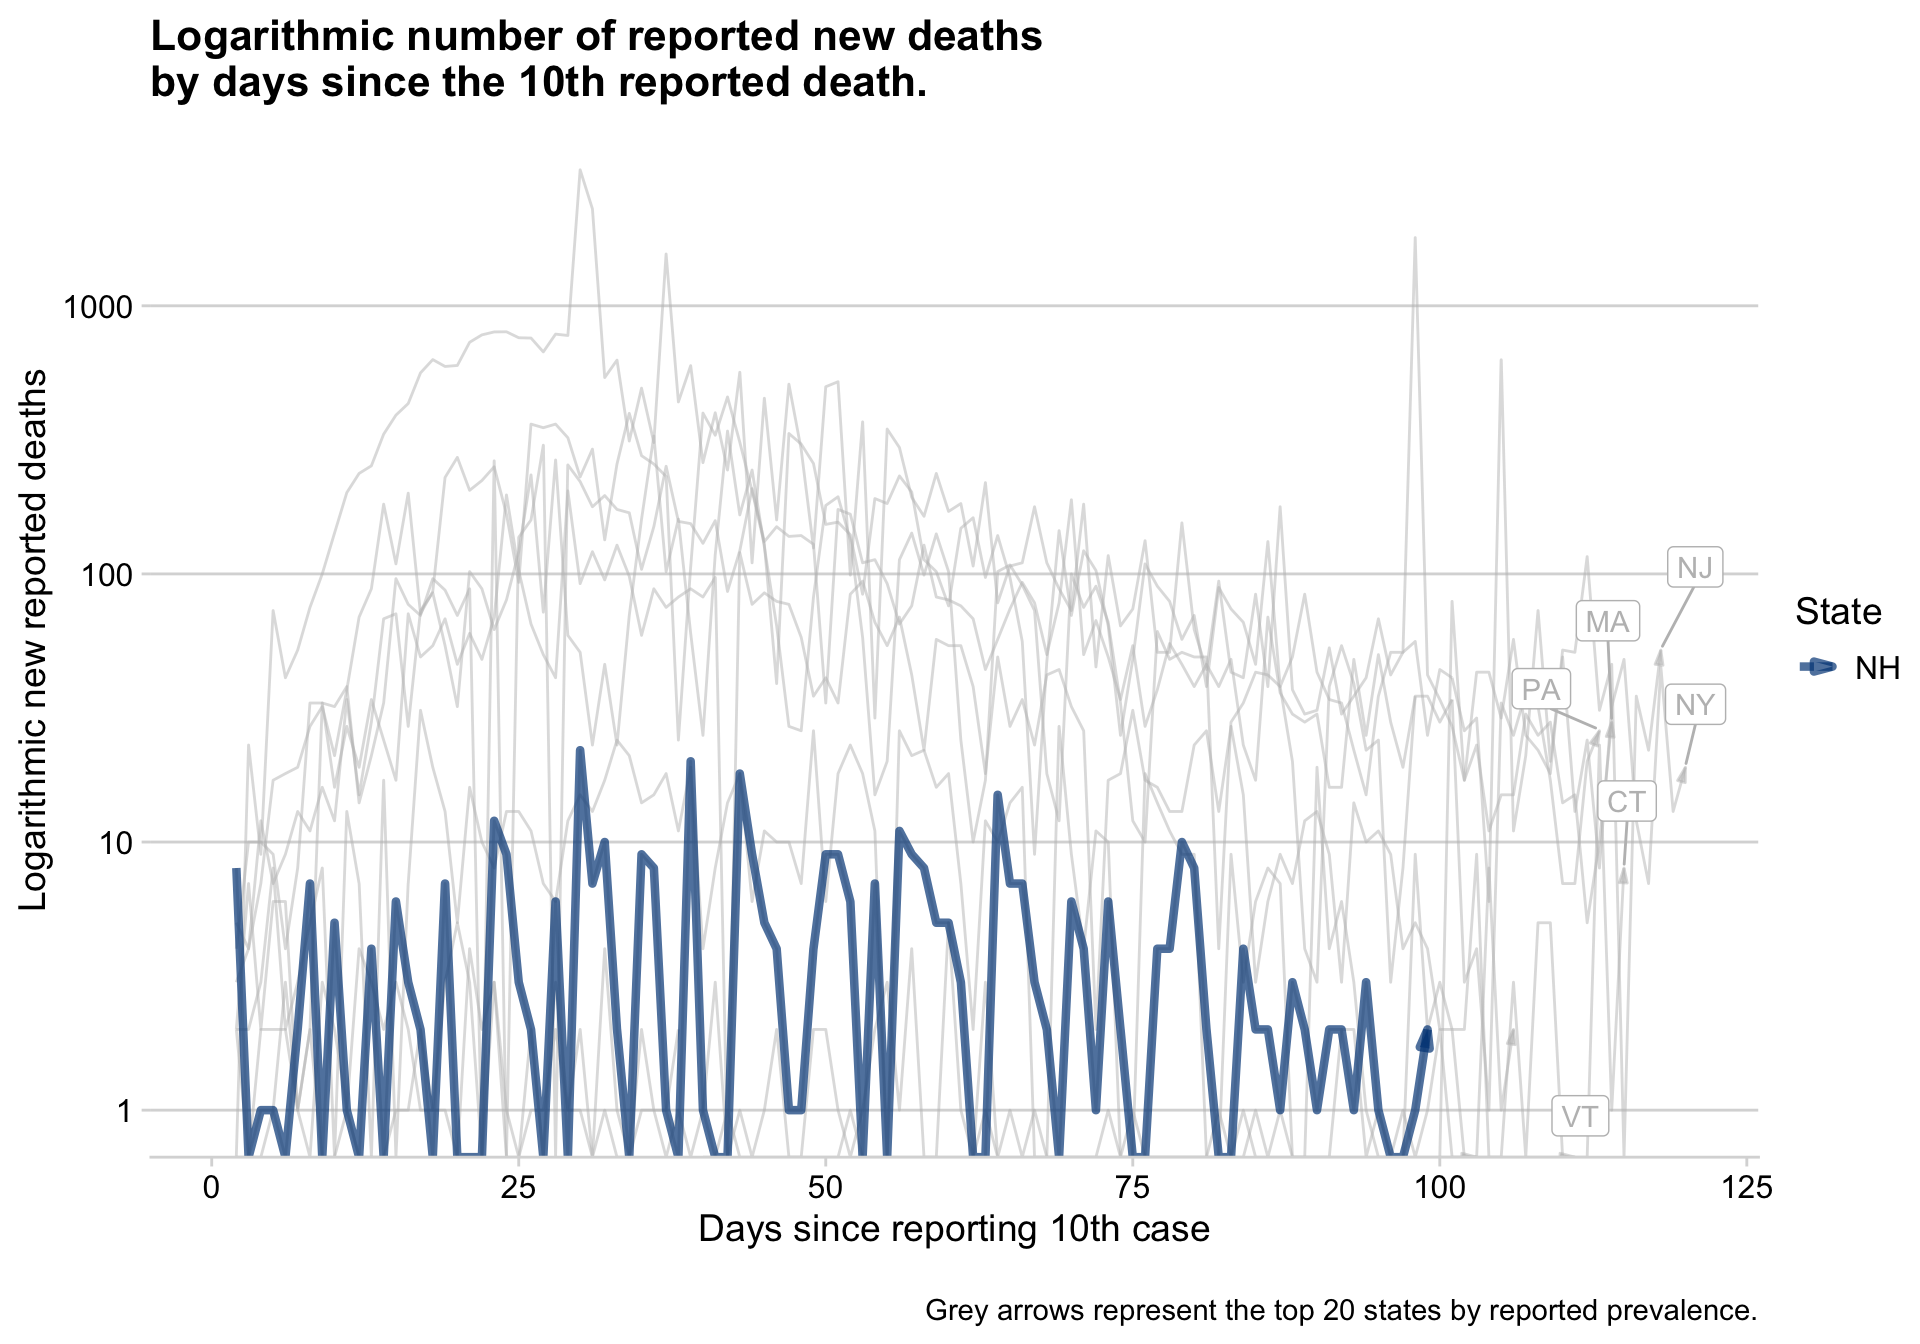 Logarithmic number of reported new deaths
by days since the 10th reported death.
Logarithmic new reported deaths
1000
100
10
1
NJ
MA
PA
NY
CT
VT
State
NH
0
25
50
75
100
125
Days since reporting 10th case
Grey arrows represent the top 20 states by reported prevalence.